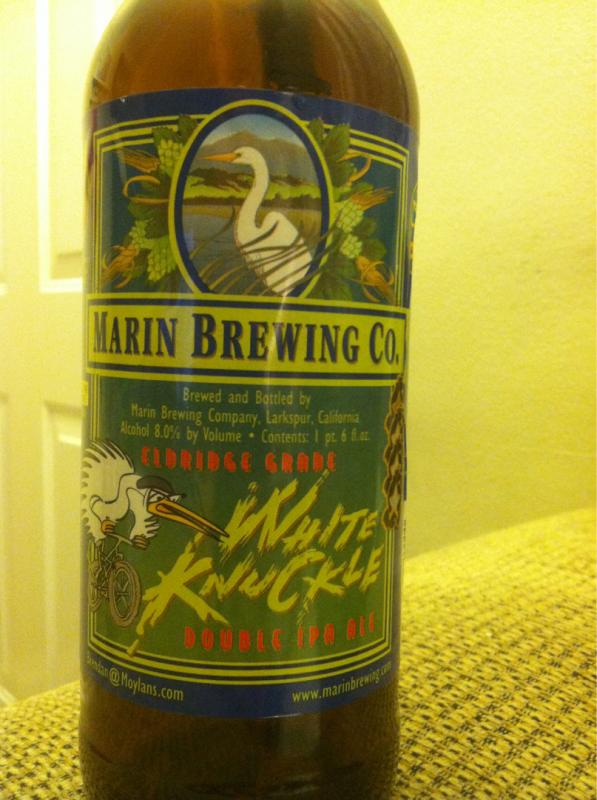 MARIN BREWING CO.
Brewed and Bottled by
Marin Brewing Company, Larkspur, California
Alcohol 8.0% by Volume • Contents: 1 pt. 6 fl. oz.
ELDRIDGE GRADE
WHITE
KNUCKLE
DOUBLE IPA ALE
Brendan@Moylans.com
www.marinbrewing.com